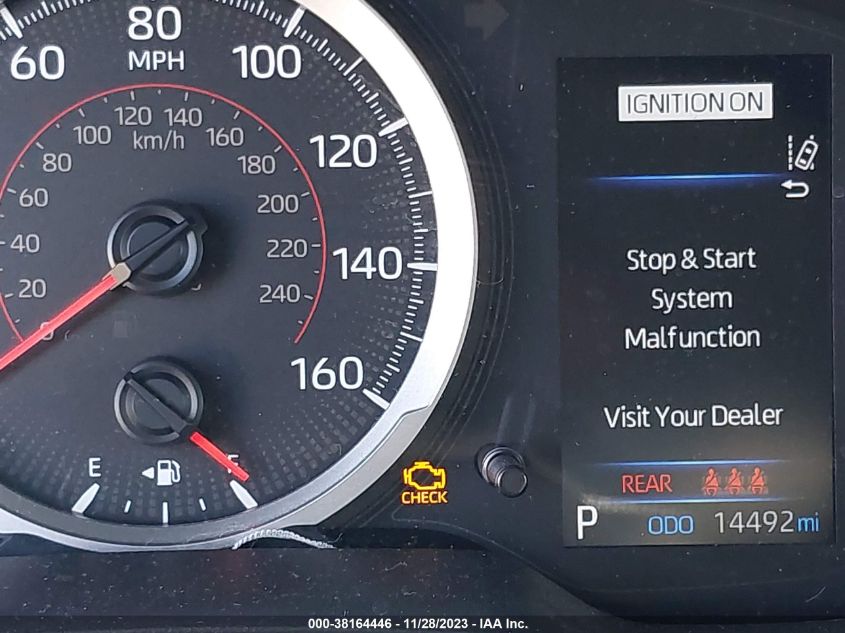 60
80
MPH
100
120
140
160
0
20
40
60
80
100
120
140
160
180
200
220
240
km/h
E
F
CHECK
IGNITION ON
Stop & Start
System
Malfunction
Visit Your Dealer
REAR
P ODO 14492 mi
000-38164446 - 11/28/2023 - IAA Inc.